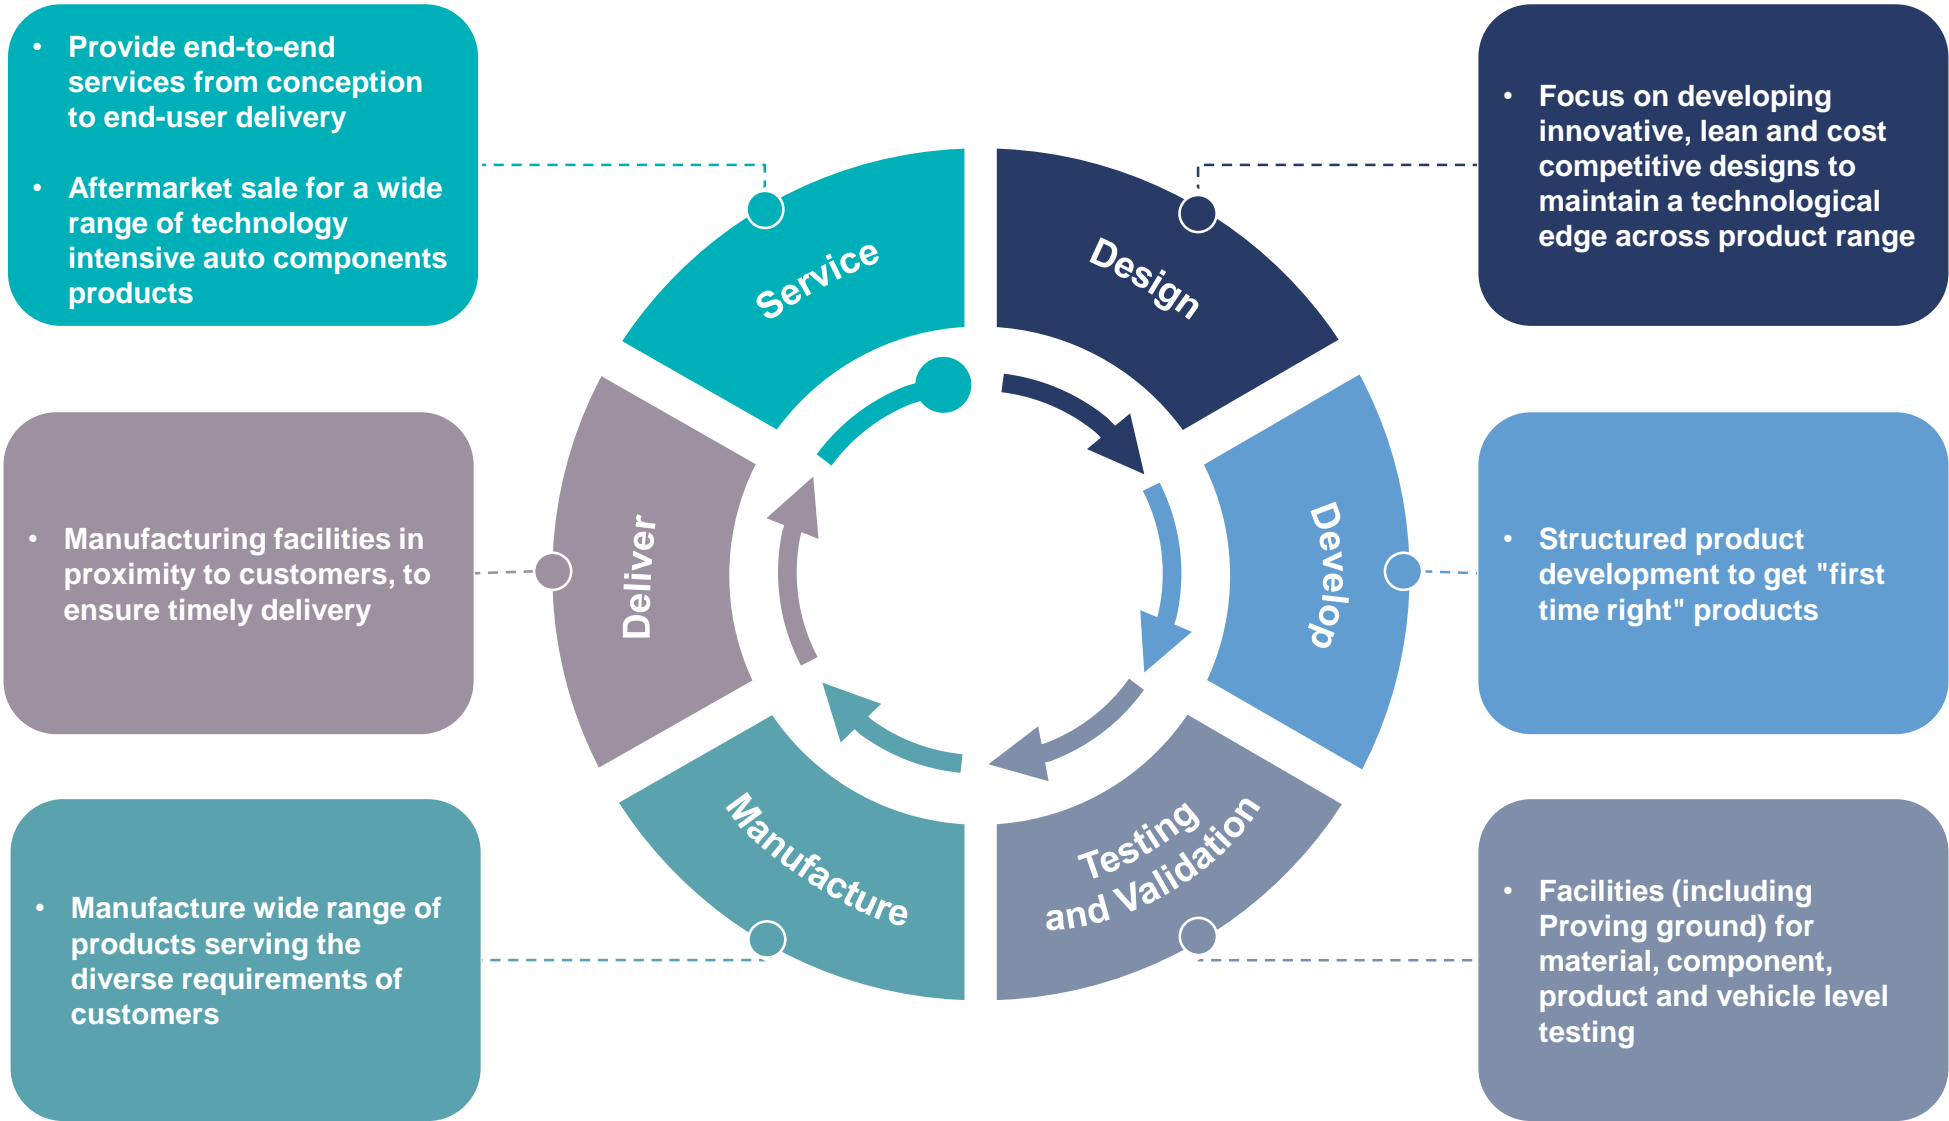 • Provide end-to-end
services from conception
to end-user delivery
• Aftermarket sale for a wide
range of technology
intensive auto components
products
• Focus on developing
innovative, lean and cost
competitive designs to
maintain a technological
edge across product range
Service
Design
• Manufacturing facilities in
proximity to customers, to
ensure timely delivery
Deliver
Develop
• Structured product
development to get "first
time right" products
• Manufacture wide range of
products serving the
diverse requirements of
customers
Manufacture
Testing
and Validation
• Facilities (including
Proving ground) for
material, component,
product and vehicle level
testing